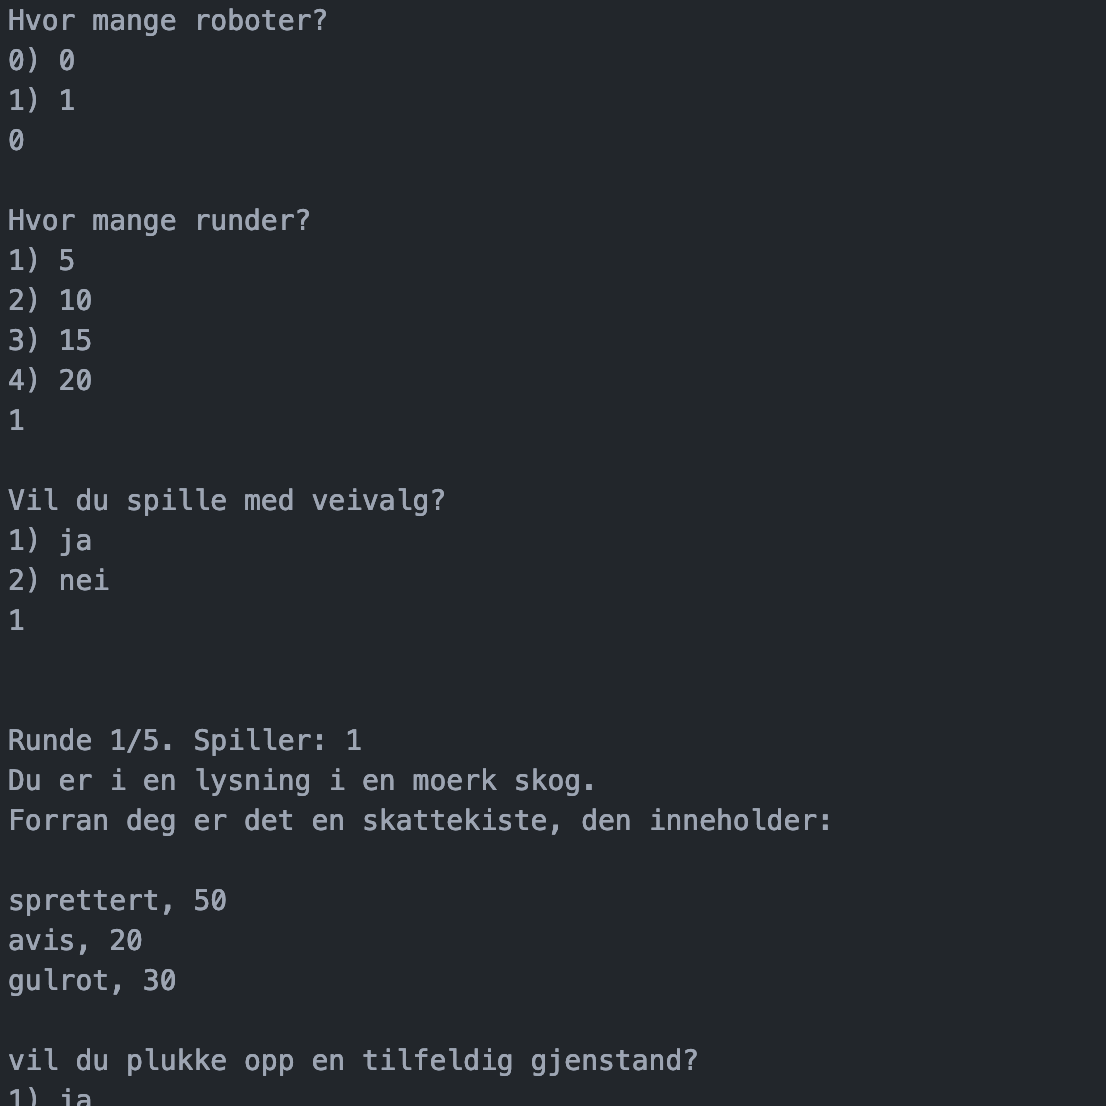 Hvor mange roboter?
0) 0
1) 1
0
Hvor mange runder?
1) 5
2) 10
3) 15
4) 20
1
Vil du spille med veivalg?
1) ja
2) nei
1
Runde 1/5. Spiller: 1
Du er i en lysning i en moerk skog.
Forran deg er det en skattekiste, den inneholder:
sprettert, 50
avis, 20
gulrot, 30
vil du plukke opp en tilfeldig gjenstand?
1) ja